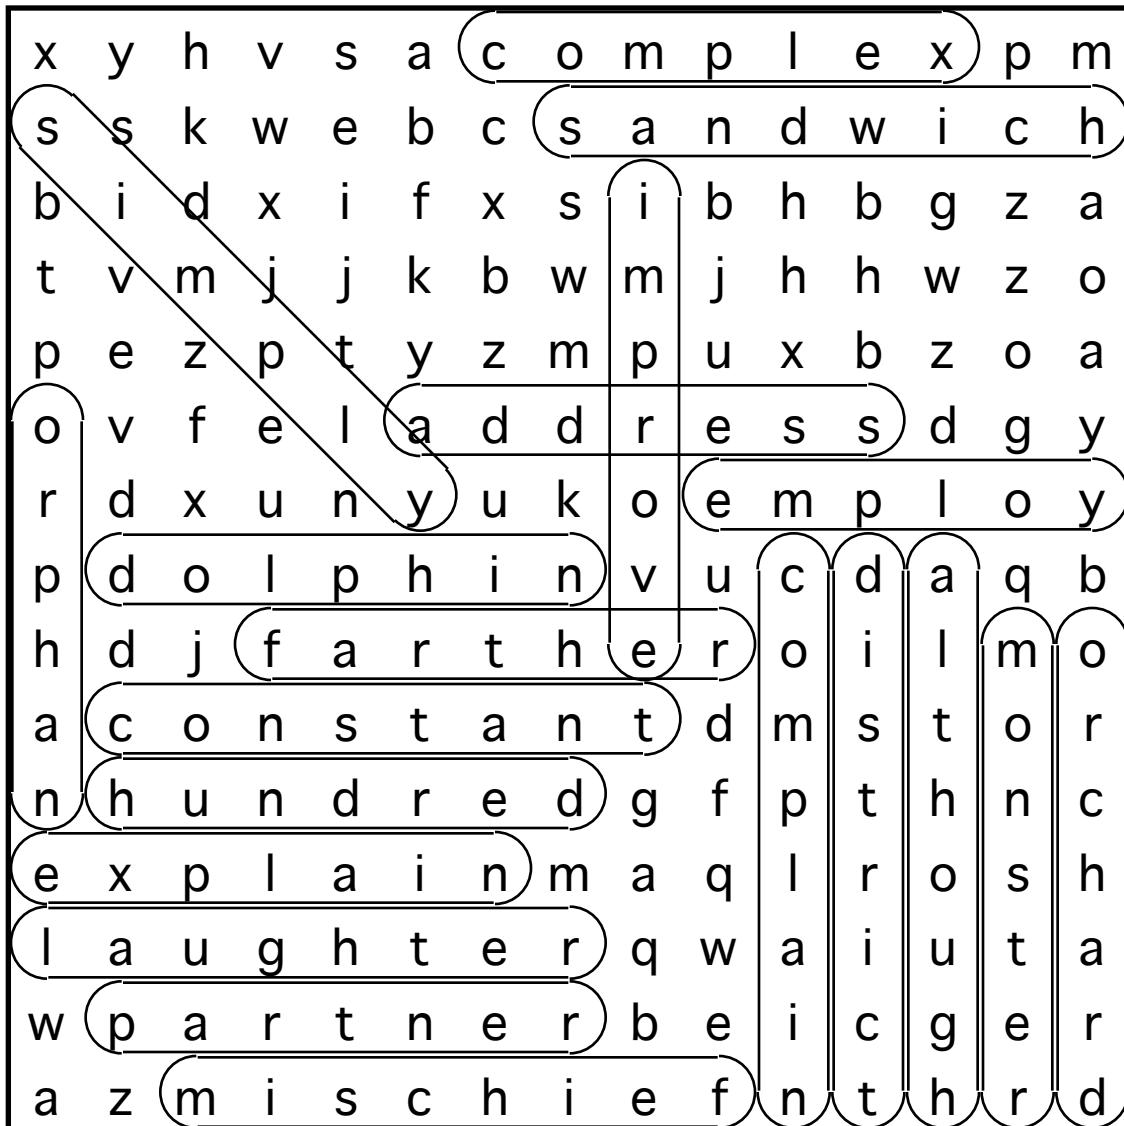 x y h v s a c o m p l e x p m
s s k w e b c s a n d w i c h
b i d x i f x s i b h b g z a
t v m j j k b w m j h h w z o
p e z p t y z m p u x b z o a
o v f e l a d d r e s s d g y
r d x u n y u k o e m p l o y
p d o l p h i n v u c d a q b
h d j f a r t h e r o i l m o
a c o n s t a n t d m s t o r
n h u n d r e d g f p t h n c
e x p l a i n m a q l r o s h
l a u g h t e r q w a i u t a
w p a r t n e r b e i c g e r
a z m i s c h i e f n t h r d